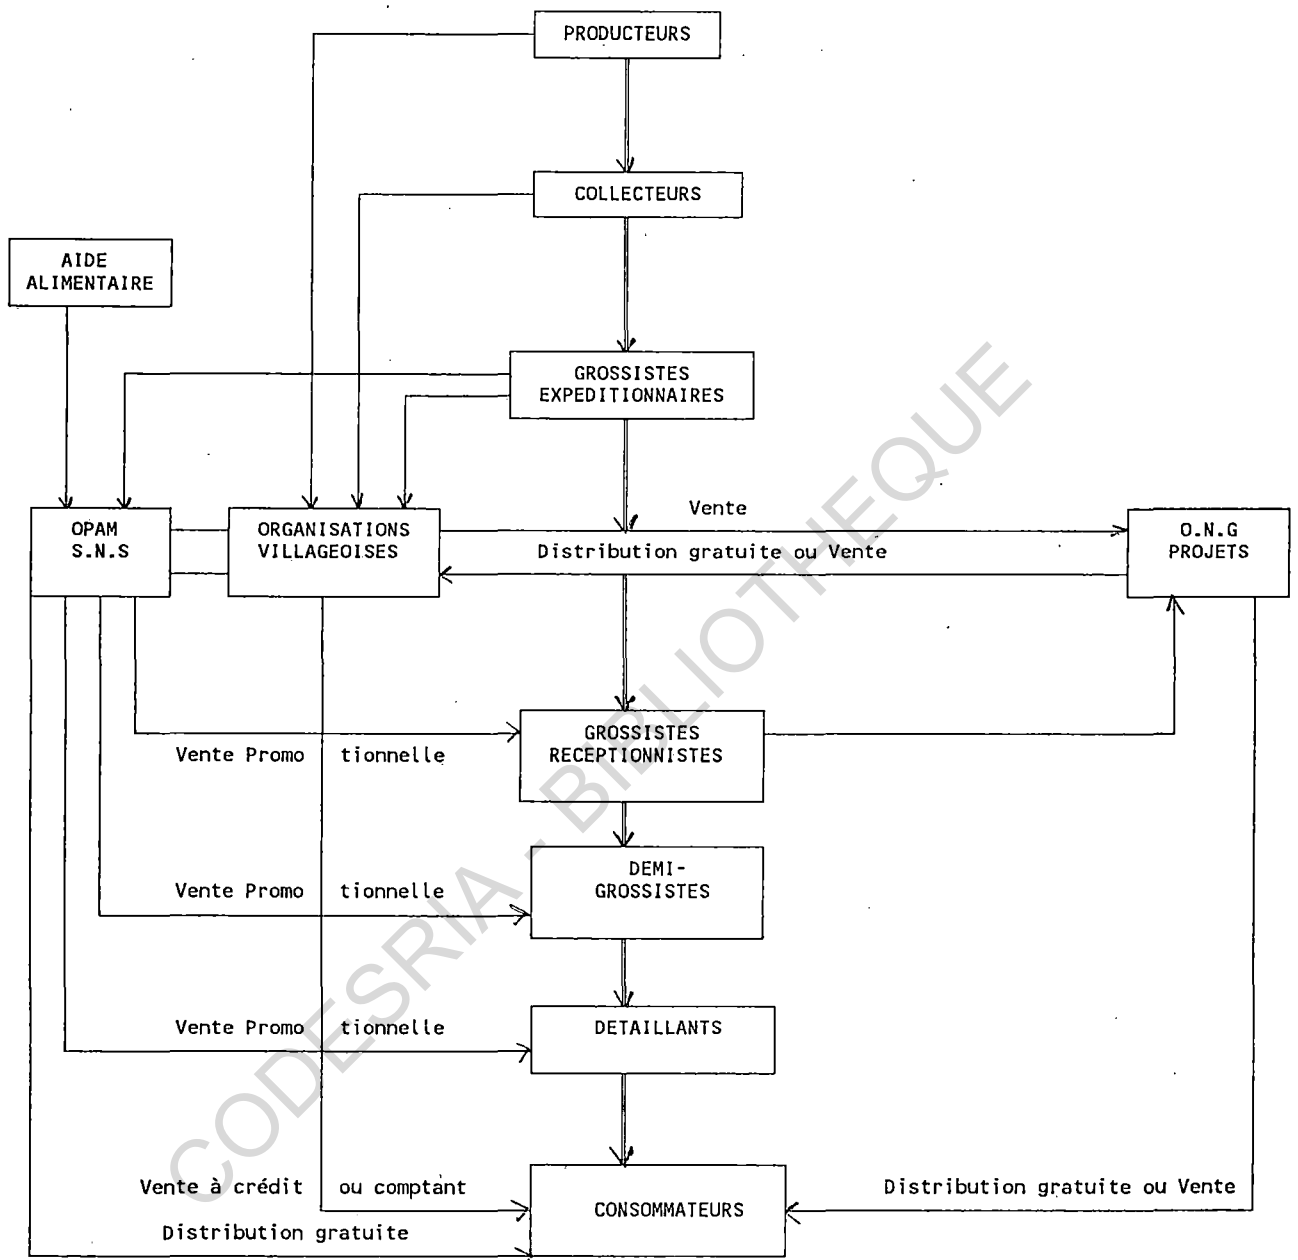 PRODUCTEURS
COLLECTEURS
AIDE
ALIMENTAIRE
GROSSISTES
EXPEDITIONNAIRES
OPAM
S.N.S
ORGANISATIONS
VILLAGEOISES
Vente
Distribution gratuite ou Vente
O.N.G
PROJETS
GROSSISTES
RECEPTIONNISTES
Vente Promo tionnelle
DEMI-
GROSSISTES
Vente Promo tionnelle
DETAILLANTS
Vente Promo tionnelle
Vente à crédit ou comptant
CONSOMMATEURS
Distribution gratuite ou Vente
Distribution gratuite
CODESRIA - BIBLIOTHEQUE